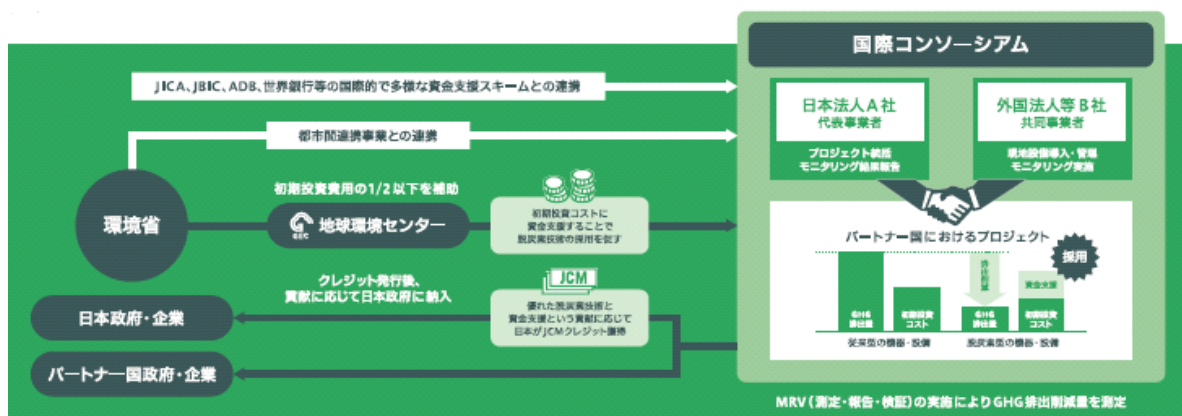 国際コンソーシアム
JICA、JBIC、ADB、世界銀行等の国際的で多様な資金支援スキームとの連携
日本法人A社
代表事業者
外国法人等B社
共同事業者
都市間連携事業との連携
プロジェクト統括
モニタリング結果報告
現地設備導入・管理
モニタリング実施
環境省
初期投資費用の1/2以下を補助
GEC
地球環境センター
初期投資コストに
資金支援することで
脱炭素技術の採用を促す
パートナー国におけるプロジェクト
採用
排出削減
資金支援
GHG
排出量
初期投資
コスト
GHG
排出量
初期投資
コスト
従来型の機器・設備
脱炭素型の機器・設備
クレジット発行後、
貢献に応じて日本政府に納入
JCM
優れた脱炭素技術と
資金支援という貢献に応じて
日本がJCMクレジット獲得
日本政府・企業
パートナー国政府・企業
MRV(測定・報告・検証)の実施によりGHG排出削減量を測定